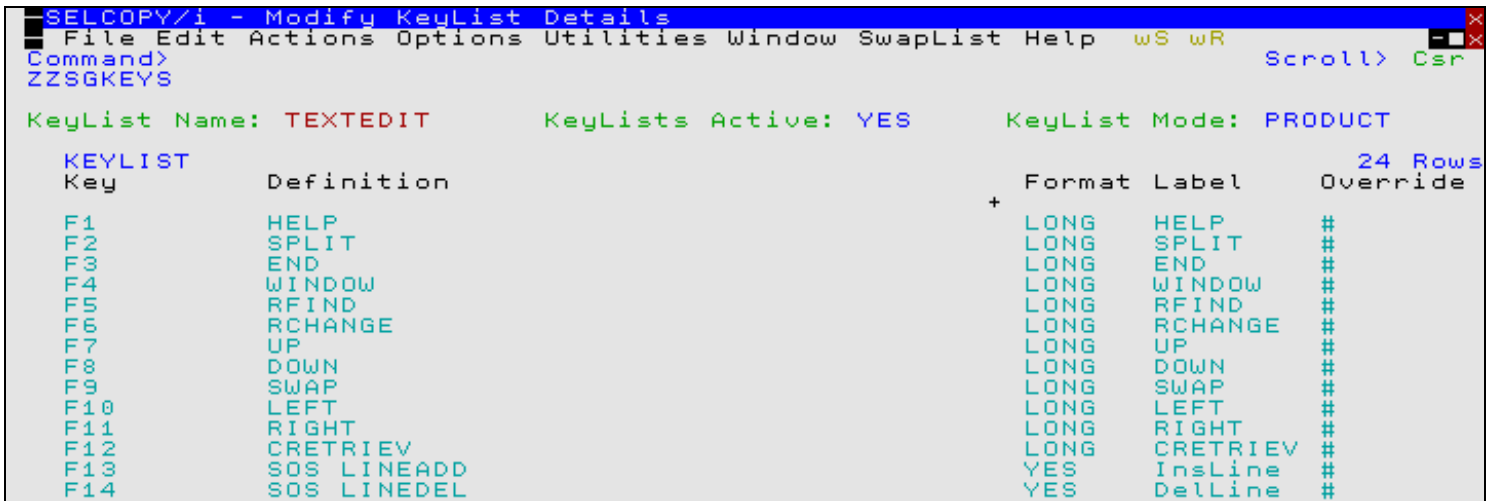 SELCOPY/i - Modify KeyList Details
File Edit Actions Options Utilities Window SwapList Help wS wR
Command> Scroll> Csr
ZZSGKEYS
KeyList Name: TEXTEDIT KeyLists Active: YES KeyList Mode: PRODUCT
KEYLIST 24 Rows
Key Definition Format Label Override
+
F1 HELP LONG HELP #
F2 SPLIT LONG SPLIT #
F3 END LONG END #
F4 WINDOW LONG WINDOW #
F5 RFIND LONG RFIND #
F6 RCHANGE LONG RCHANGE #
F7 UP LONG UP #
F8 DOWN LONG DOWN #
F9 SWAP LONG SWAP #
F10 LEFT LONG LEFT #
F11 RIGHT LONG RIGHT #
F12 CRETRIEV LONG CRETRIEV #
F13 SOS LINEADD YES InsLine #
F14 SOS LINEDEL YES DelLine #